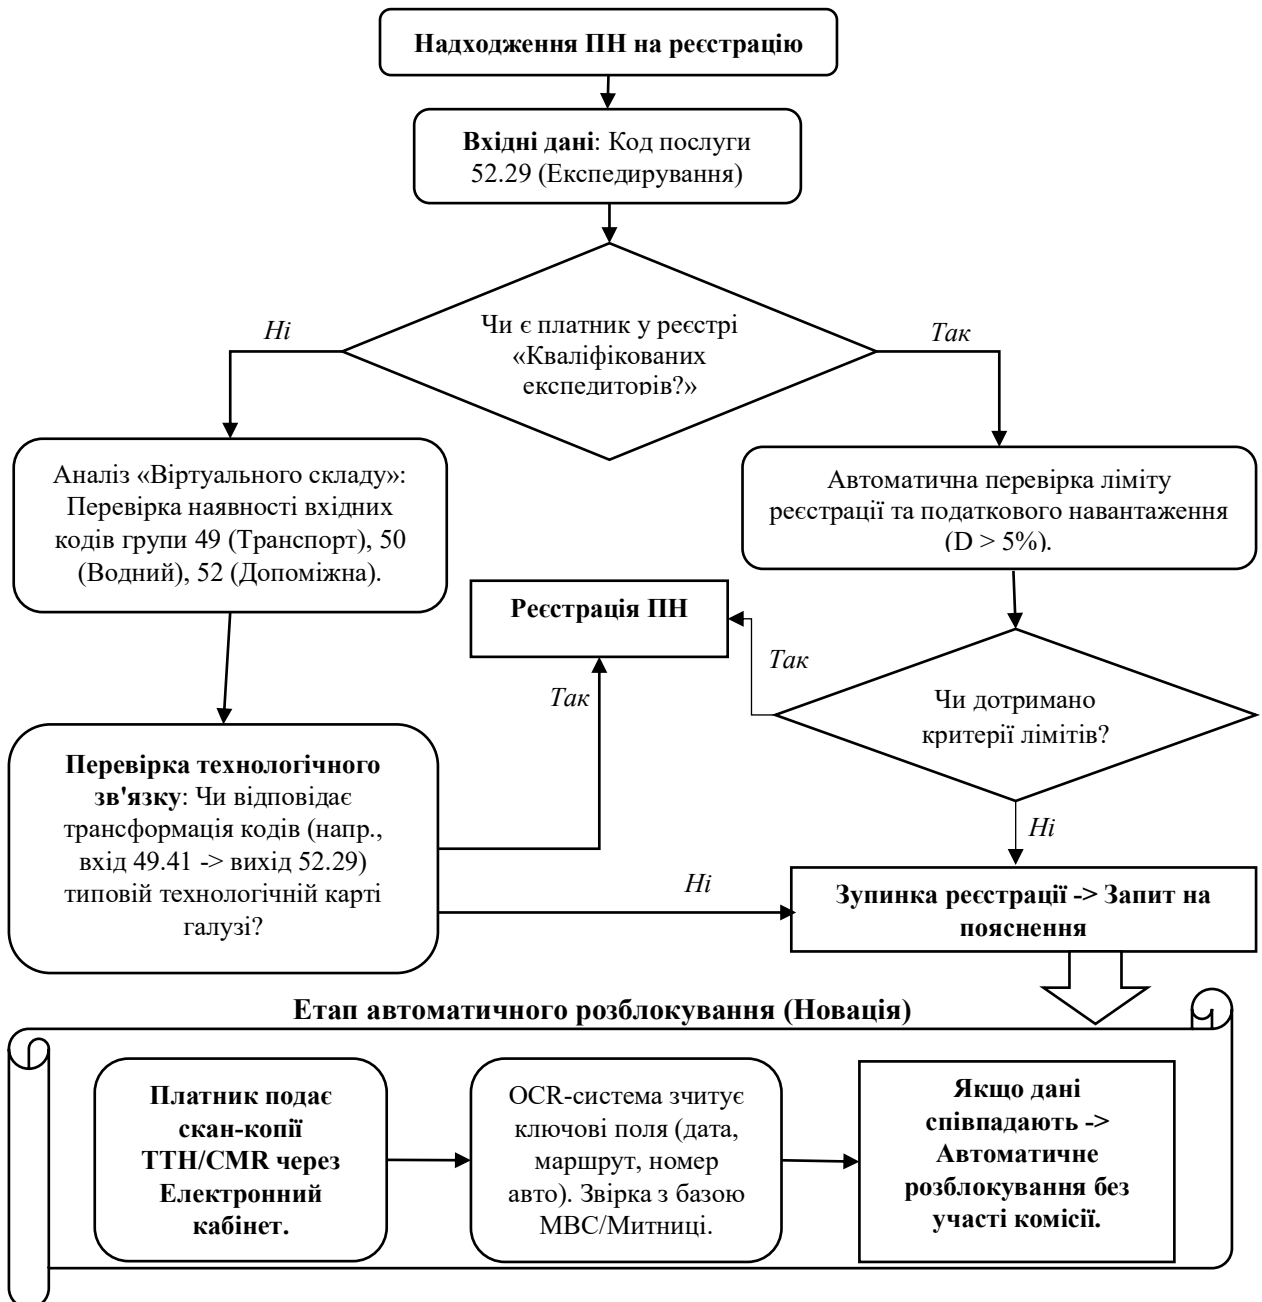 Надходження ПН на реєстрацію
Вхідні дані: Код послуги
52.29 (Експедирування)
Чи є платник у реєстрі
«Кваліфікованих
експедиторів?»
Ні
Так
Аналіз «Віртуального складу»:
Перевірка наявності вхідних
кодів групи 49 (Транспорт), 50
(Водний), 52 (Допоміжна).
Автоматична перевірка ліміту
реєстрації та податкового навантаження
(D > 5%).
Реєстрація ПН
Так
Так
Чи дотримано
критерії лімітів?
Перевірка технологічного
зв'язку: Чи відповідає
трансформація кодів (напр.,
вхід 49.41 -> вихід 52.29)
типовій технологічній карті
галузі?
Ні
Ні
Зупинка реєстрації -> Запит на
пояснення
Етап автоматичного розблокування (Новація)
Платник подає
скан-копії
ТТН/CMR через
Електронний
кабінет.
OCR-система зчитує
ключові поля (дата,
маршрут, номер
авто). Звірка з базою
МВС/Митниці.
Якщо дані
співпадають ->
Автоматичне
розблокування без
участі комісії.